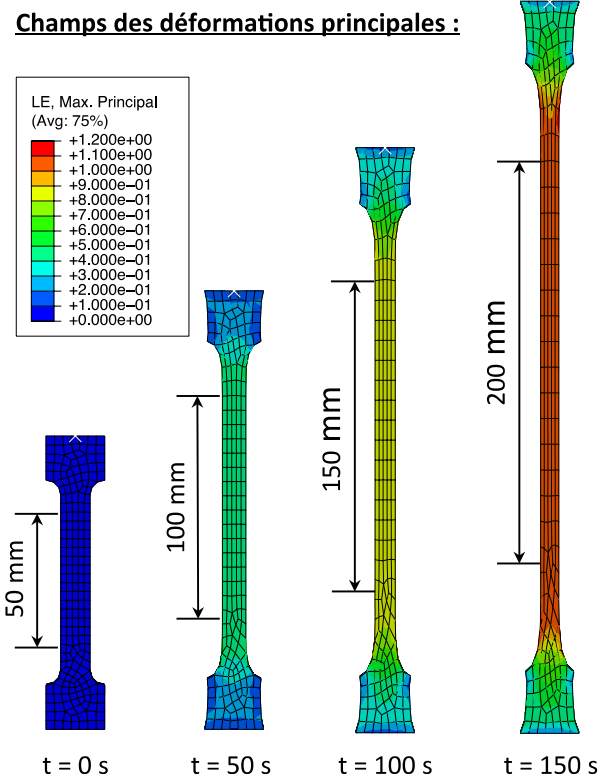 Champs des déformations principales :
LE, Max. Principal
(Avg: 75%)
+1.200e+00
+1.100e+00
+1.000e+00
+9.000e−01
+8.000e−01
+7.000e−01
+6.000e−01
+5.000e−01
+4.000e−01
+3.000e−01
+2.000e−01
+1.000e−01
+0.000e+00
50 mm
100 mm
150 mm
200 mm
t = 0 s
t = 50 s
t = 100 s
t = 150 s